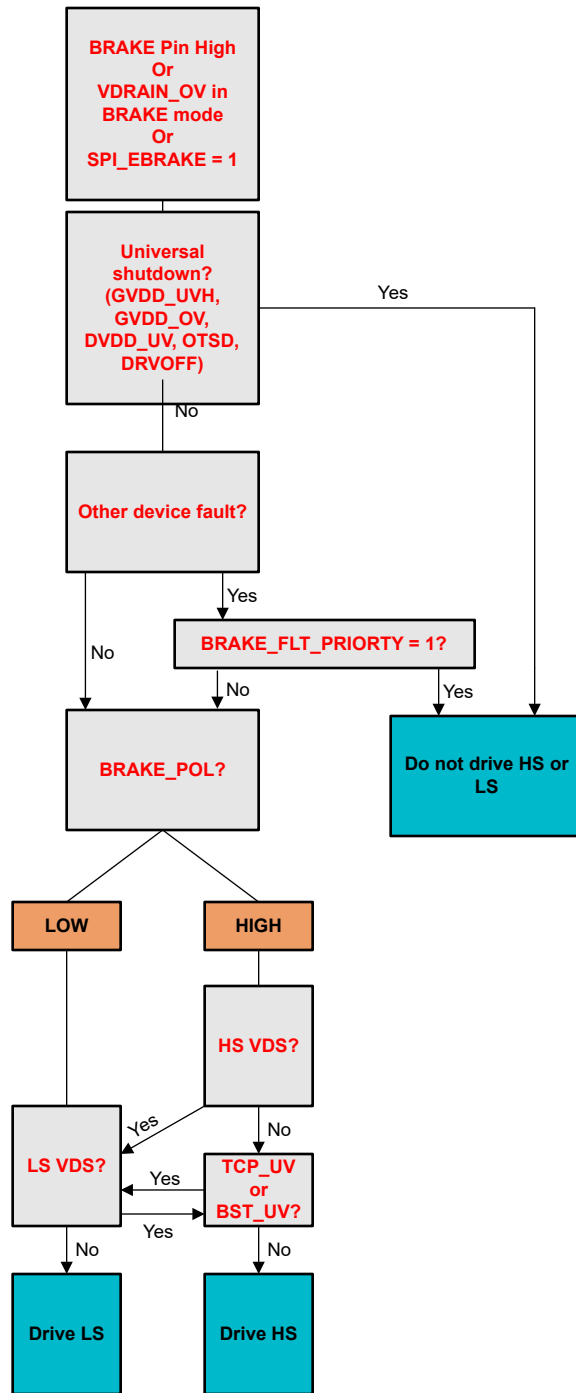 BRAKE Pin High
Or
VDRAIN_OV in
BRAKE mode
Or
SPI_EBRAKE = 1
Universal
shutdown?
(GVDD_UVH,
GVDD_OV,
DVDD_UV, OTSD,
DRVOFF)
Yes
No
Other device fault?
Yes
No
BRAKE_FLT_PRIORTY = 1?
No
Yes
BRAKE_POL?
Do not drive HS or
LS
LOW
HIGH
HS VDS?
Yes
No
LS VDS?
TCP_UV
or
BST_UV?
Yes
Yes
No
No
Drive LS
Drive HS